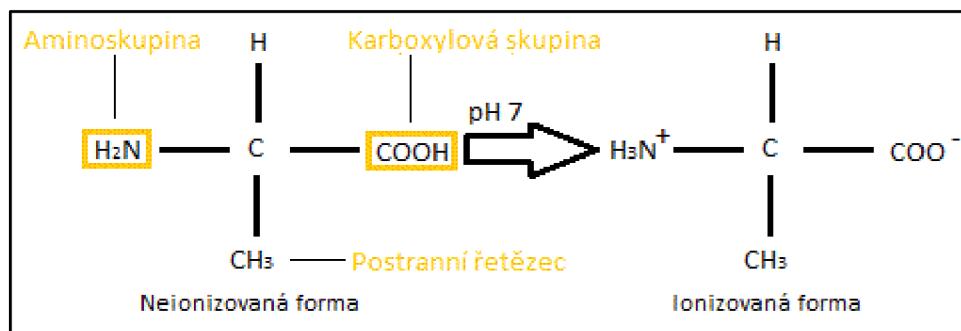 Aminoskupina H Karboxylová skupina H
pH 7
H₂N C COOH H₃N⁺ C COO⁻
CH₃ Postranní řetězec CH₃
Neionizovaná forma Ionizovaná forma